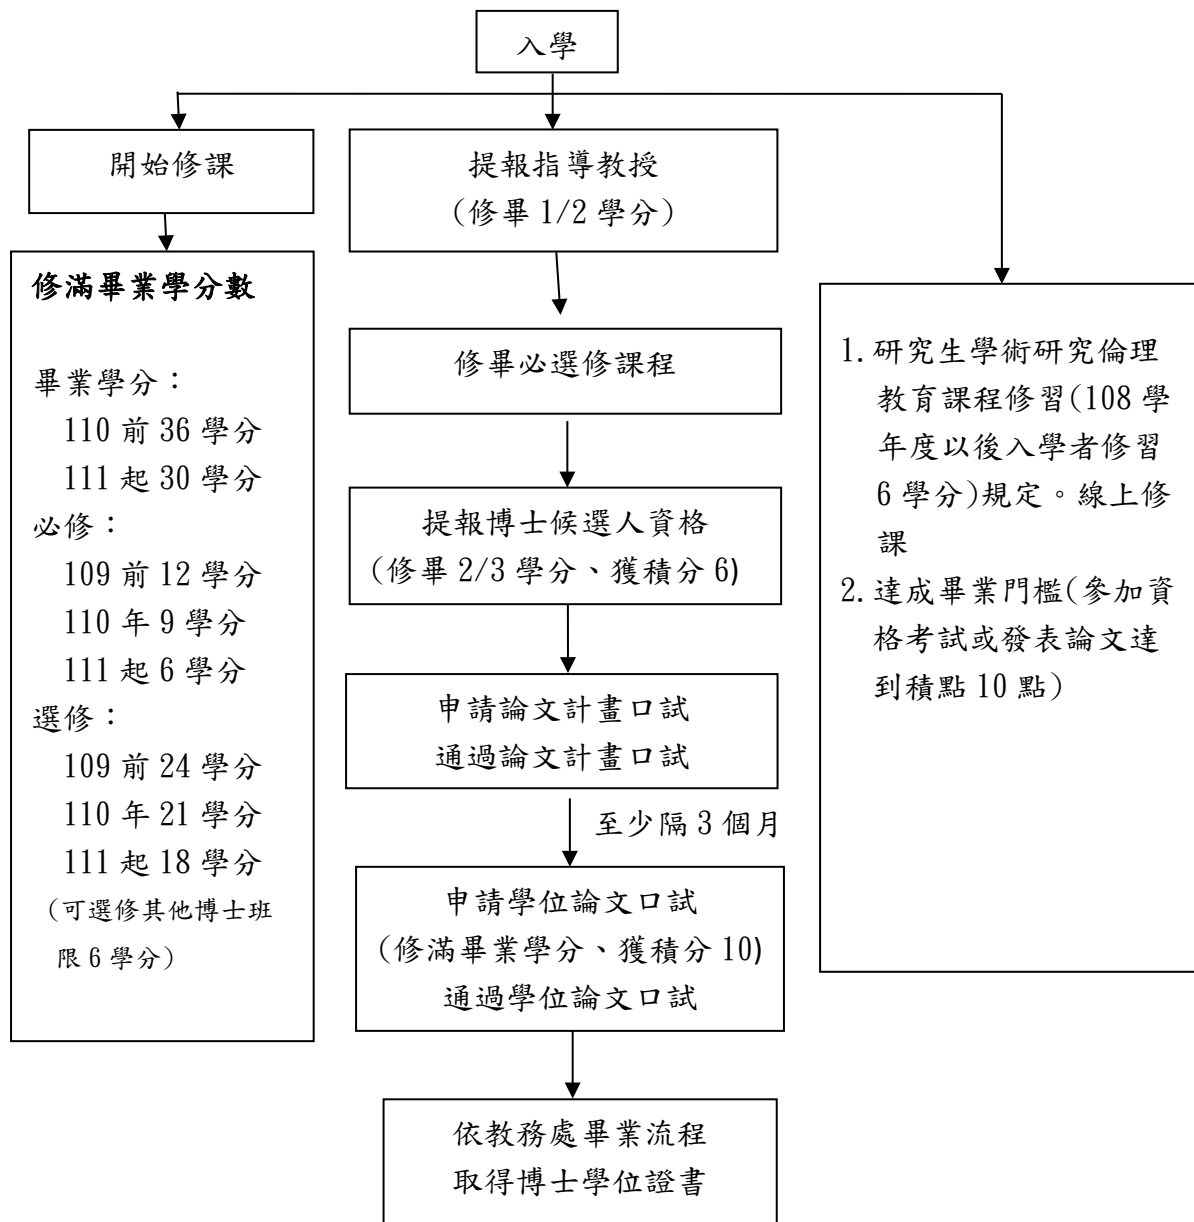 入學
開始修課
提報指導教授
(修畢 1/2 學分)
修滿畢業學分數
畢業學分：
110 前 36 學分
111 起 30 學分
必修：
109 前 12 學分
110 年 9 學分
111 起 6 學分
選修：
109 前 24 學分
110 年 21 學分
111 起 18 學分
(可選修其他博士班
限 6 學分)
修畢必選修課程
提報博士候選人資格
(修畢 2/3 學分、獲積分 6)
申請論文計畫口試
通過論文計畫口試
至少隔 3 個月
申請學位論文口試
(修滿畢業學分、獲積分 10)
通過學位論文口試
依教務處畢業流程
取得博士學位證書
1. 研究生學術研究倫理
教育課程修習(108 學
年度以後入學者修習
6 學分)規定。線上修
課
2. 達成畢業門檻(參加資
格考試或發表論文達
到積點 10 點)